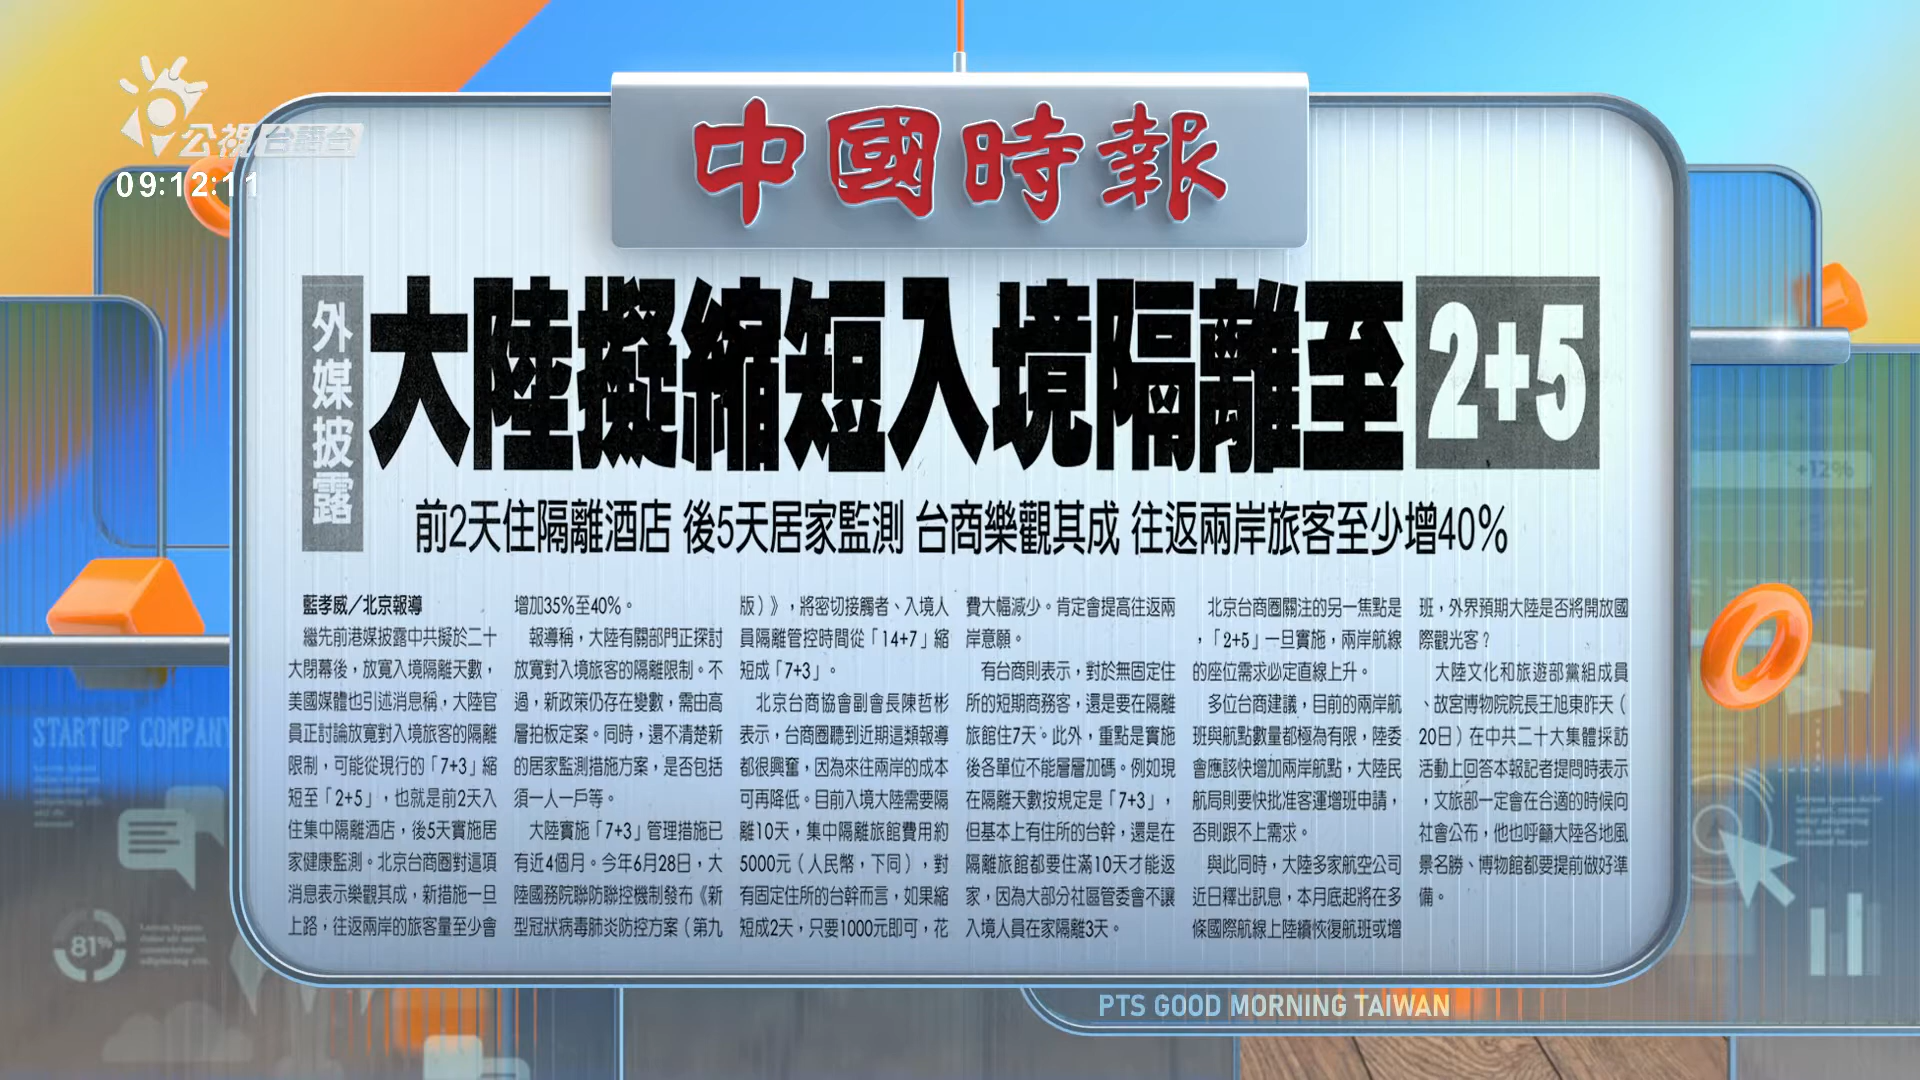 公視台語台
09:12:11
中國時報
外媒披露
大陸擬縮短入境隔離至2+5
前2天住隔離酒店 後5天居家監測 台商樂觀其成 往返兩岸旅客至少增40%
藍孝威／北京報導
繼先前港媒披露中共擬於二十
大閉幕後，放寬入境隔離天數，
美國媒體也引述消息稱，大陸官
員正討論放寬對入境旅客的隔離
限制，可能從現行的「7+3」縮
短至「2+5」，也就是前2天入
住集中隔離酒店，後5天實施居
家健康監測。北京台商圈對這項
消息表示樂觀其成，新措施一旦
上路，往返兩岸的旅客量至少會
增加35%至40%。
報導稱，大陸有關部門正探討
放寬對入境旅客的隔離限制。不
過，新政策仍存在變數，需由高
層拍板定案。同時，還不清楚新
的居家監測措施方案，是否包括
須一人一戶等。
大陸實施「7+3」管理措施已
有近4個月。今年6月28日，大
陸國務院聯防聯控機制發布《新
型冠狀病毒肺炎防控方案（第九
版）》，將密切接觸者、入境人
員隔離管控時間從「14+7」縮
短成「7+3」。
北京台商協會副會長陳哲彬
表示，台商圈聽到近期這類報導
都很興奮，因為來往兩岸的成本
可再降低。目前入境大陸需要隔
離10天，集中隔離旅館費用約
5000元（人民幣，下同），對
有固定住所的台幹而言，如果縮
短成2天，只要1000元即可，花
費大幅減少。肯定會提高往返兩
岸意願。
有台商則表示，對於無固定住
所的短期商務客，還是要在隔離
旅館住7天。此外，重點是實施
後各單位不能層層加碼。例如現
在隔離天數按規定是「7+3」，
但基本上有住所的台幹，還是在
隔離旅館都要住滿10天才能返
家，因為大部分社區管委會不讓
入境人員在家隔離3天。
北京台商圈關注的另一焦點是
，「2+5」一旦實施，兩岸航線
的座位需求必定直線上升。
多位台商建議，目前的兩岸航
班與航點數量都極為有限，陸委
會應該快增加兩岸航點，大陸民
航局則要快批准客運增班申請，
否則跟不上需求。
與此同時，大陸多家航空公司
近日釋出訊息，本月底起將在多
條國際航線上陸續恢復航班或增
班，外界預期大陸是否將開放國
際觀光客？
大陸文化和旅遊部黨組成員
、故宮博物院院長王旭東昨天（
20日）在中共二十大集體採訪
活動上回答本報記者提問時表示
，文旅部一定會在合適的時候向
社會公布，他也呼籲大陸各地風
景名勝、博物館都要提前做好準
備。
STARTUP COMPANY
81%
+12%
PTS GOOD MORNING TAIWAN